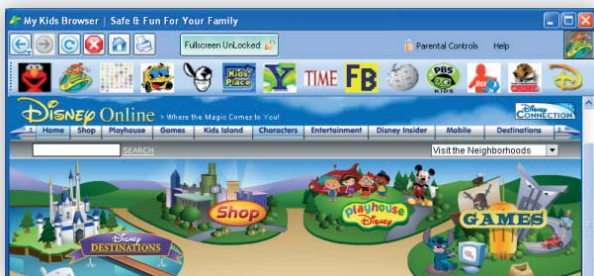 My Kids Browser | Safe & Fun For Your Family
Fullscreen UnLocked
Parental Controls Help
Kids' Place Y TIME FB PBS KIDS
Disney Online > Where the Magic Comes to You!
Disney CONNECTION
Home Shop Playhouse Games Kids Island Characters Entertainment Disney Insider Mobile Destinations
SEARCH Visit the Neighborhoods
Disney DESTINATIONS
Shop
Playhouse Disney
GAMES